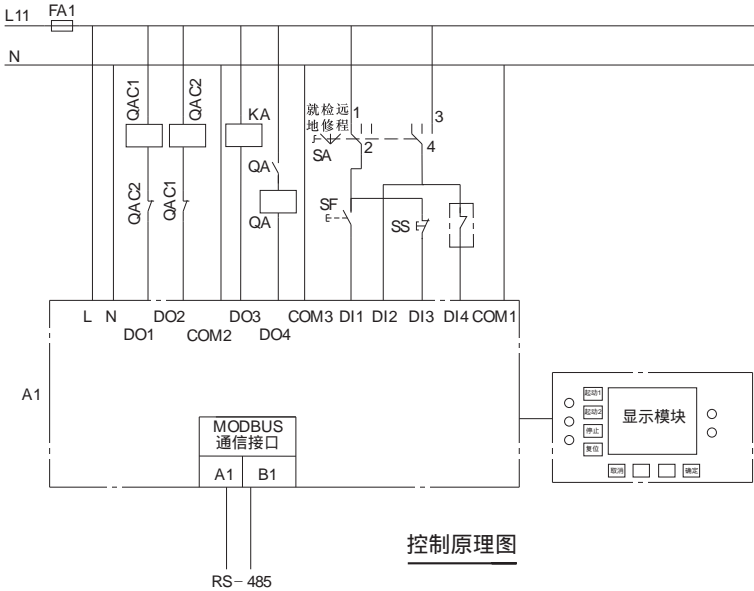 L11 FA1
N
QAC1
QAC2
KA
就检远
地修程
SA
1
2
3
4
QAC2
QAC1
QA
QA
SF
SS
L N DO2 DO3 COM3 DI1 DI2 DI3 DI4 COM1
DO1 COM2 DO4
A1
MODBUS
通信接口
A1 B1
RS-485
起动1
起动2
停止
复位
显示模块
取消
确定
控制原理图